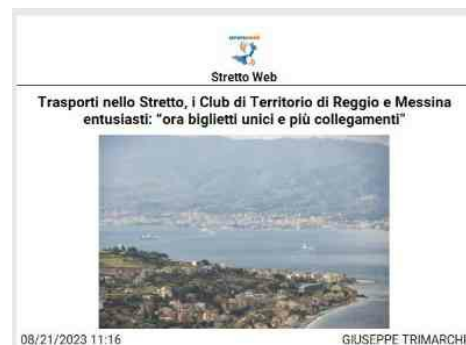 Stretto Web
Trasporti nello Stretto, i Club di Territorio di Reggio e Messina
entusiasti: “ora biglietti unici e più collegamenti”
08/21/2023 11:16
GIUSEPPE TRIMARCHI